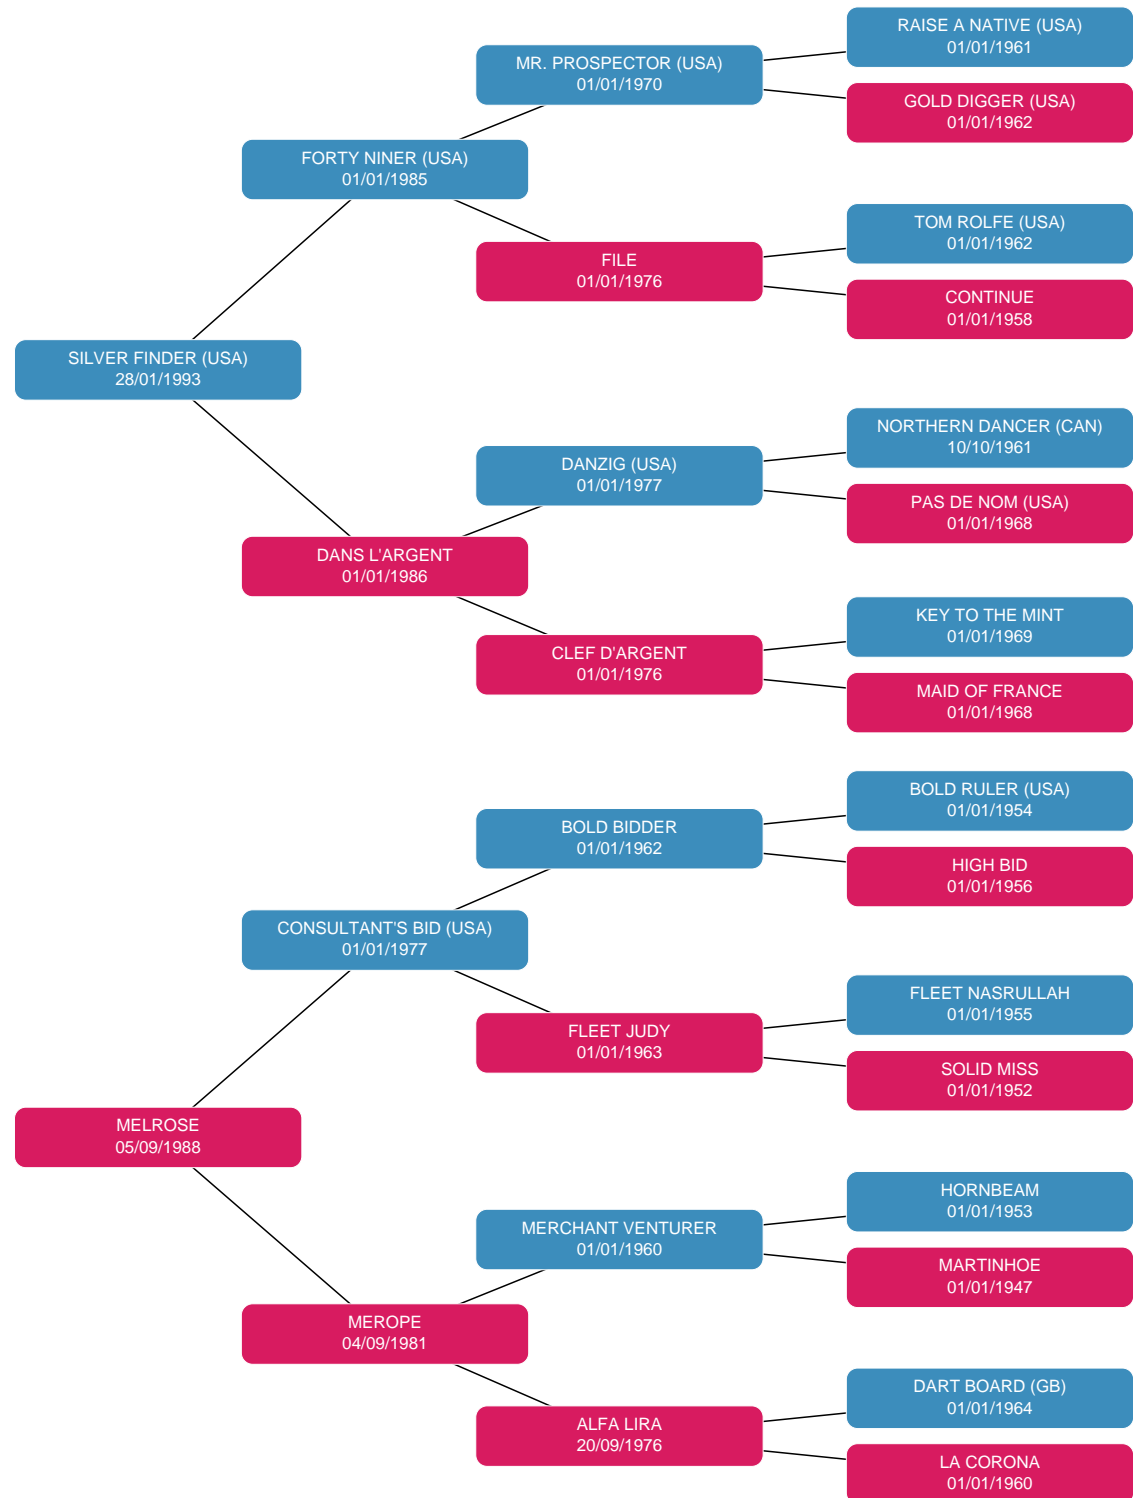 RAISE A NATIVE (USA)
01/01/1961
MR. PROSPECTOR (USA)
01/01/1970
GOLD DIGGER (USA)
01/01/1962
FORTY NINER (USA)
01/01/1985
TOM ROLFE (USA)
01/01/1962
FILE
01/01/1976
CONTINUE
01/01/1958
SILVER FINDER (USA)
28/01/1993
NORTHERN DANCER (CAN)
10/10/1961
DANZIG (USA)
01/01/1977
PAS DE NOM (USA)
01/01/1968
DANS L'ARGENT
01/01/1986
KEY TO THE MINT
01/01/1969
CLEF D'ARGENT
01/01/1976
MAID OF FRANCE
01/01/1968
BOLD RULER (USA)
01/01/1954
BOLD BIDDER
01/01/1962
HIGH BID
01/01/1956
CONSULTANT'S BID (USA)
01/01/1977
FLEET NASRULLAH
01/01/1955
FLEET JUDY
01/01/1963
SOLID MISS
01/01/1952
MELROSE
05/09/1988
HORNBEAM
01/01/1953
MERCHANT VENTURER
01/01/1960
MARTINHOE
01/01/1947
MEROPE
04/09/1981
DART BOARD (GB)
01/01/1964
ALFA LIRA
20/09/1976
LA CORONA
01/01/1960